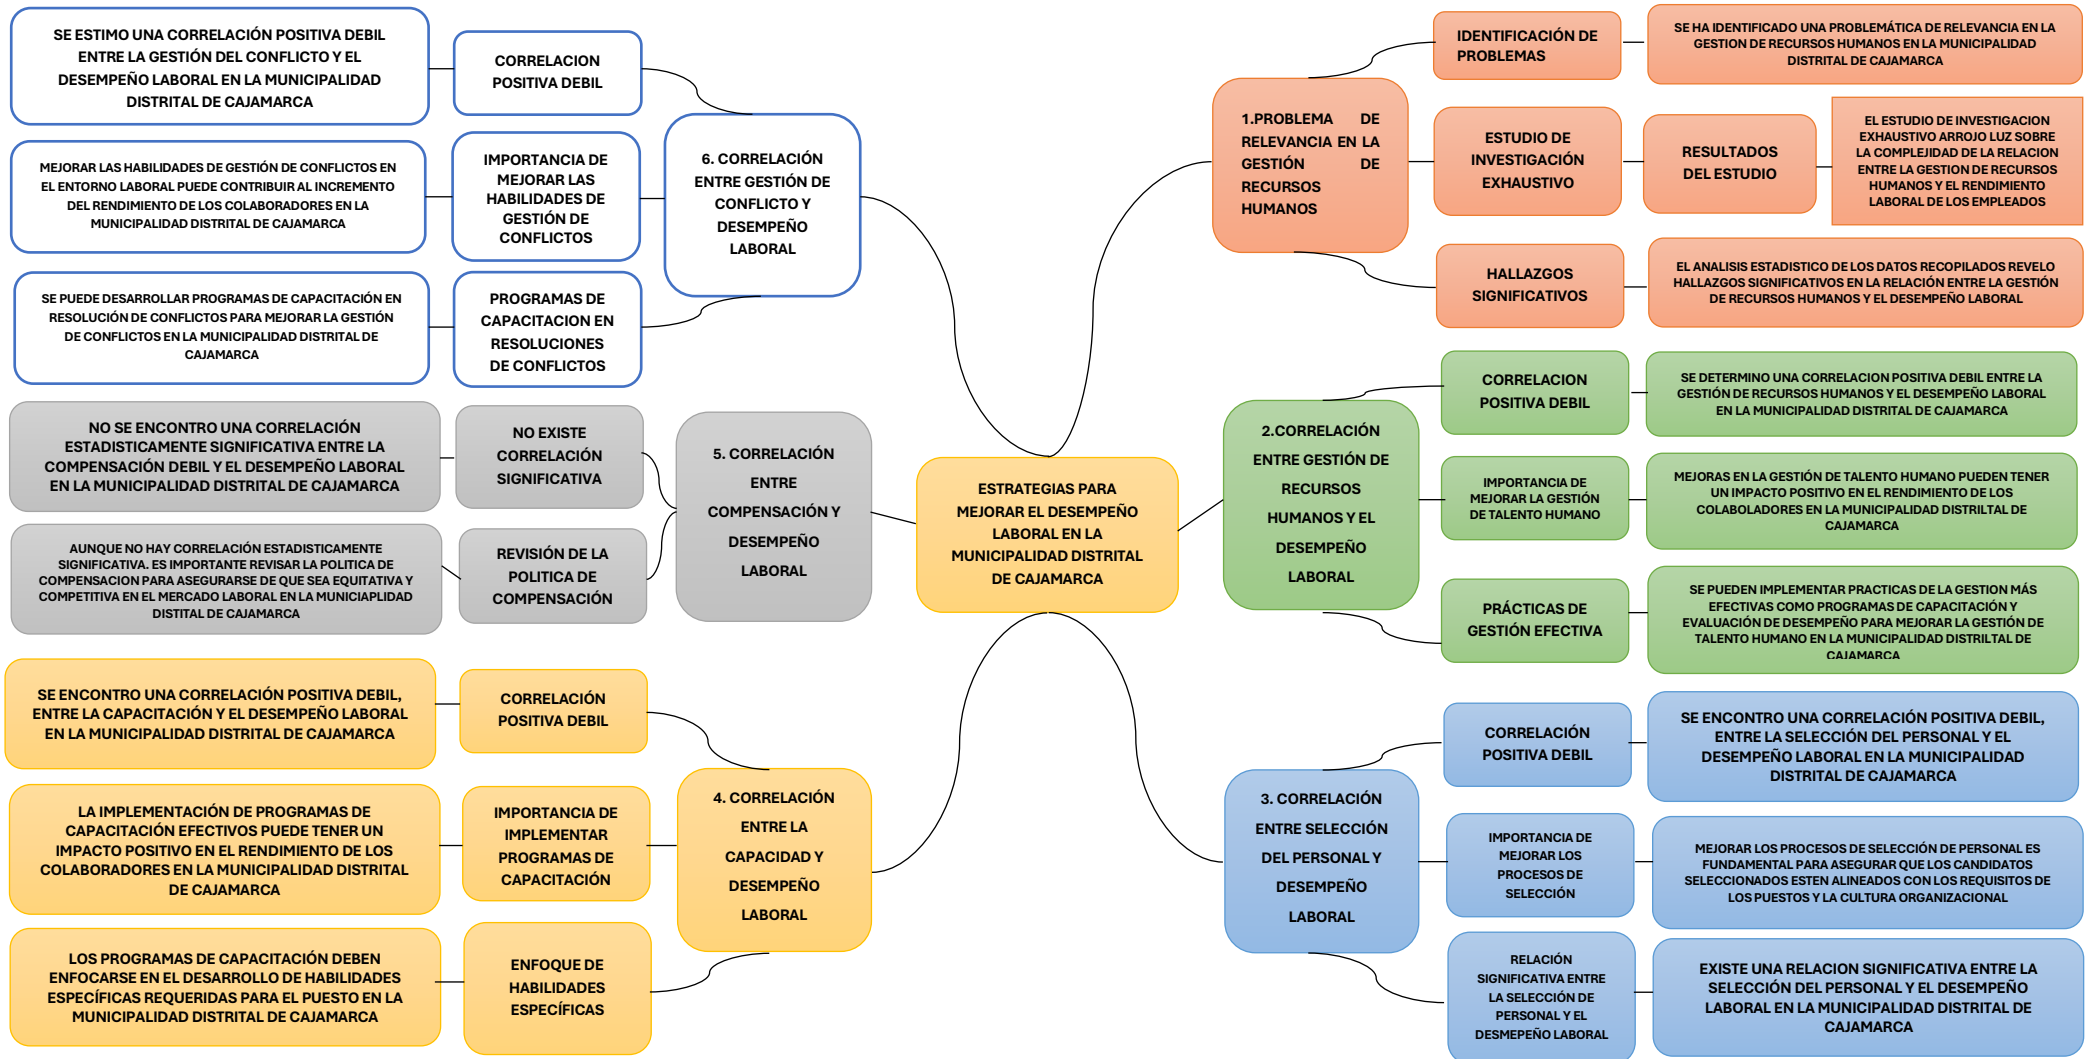 ESTRATEGIAS PARA
MEJORAR EL DESEMPEÑO
LABORAL EN LA
MUNICIPALIDAD DISTRITAL
DE CAJAMARCA
1.PROBLEMA DE
RELEVANCIA EN LA
GESTIÓN DE
RECURSOS
HUMANOS
IDENTIFICACIÓN DE
PROBLEMAS
SE HA IDENTIFICADO UNA PROBLEMÁTICA DE RELEVANCIA EN LA
GESTION DE RECURSOS HUMANOS EN LA MUNICIPALIDAD
DISTRITAL DE CAJAMARCA
ESTUDIO DE
INVESTIGACIÓN
EXHAUSTIVO
RESULTADOS
DEL ESTUDIO
EL ESTUDIO DE INVESTIGACION
EXHAUSTIVO ARROJO LUZ SOBRE
LA COMPLEJIDAD DE LA RELACION
ENTRE LA GESTION DE RECURSOS
HUMANOS Y EL RENDIMIENTO
LABORAL DE LOS EMPLEADOS
HALLAZGOS
SIGNIFICATIVOS
EL ANALISIS ESTADISTICO DE LOS DATOS RECOPILADOS REVELO
HALLAZGOS SIGNIFICATIVOS EN LA RELACIÓN ENTRE LA GESTIÓN
DE RECURSOS HUMANOS Y EL DESEMPEÑO LABORAL
2.CORRELACIÓN
ENTRE GESTIÓN DE
RECURSOS
HUMANOS Y EL
DESEMPEÑO
LABORAL
CORRELACION
POSITIVA DEBIL
SE DETERMINO UNA CORRELACION POSITIVA DEBIL ENTRE LA
GESTIÓN DE RECURSOS HUMANOS Y EL DESEMPEÑO LABORAL
EN LA MUNICIPALIDAD DISTRITAL DE CAJAMARCA
IMPORTANCIA DE
MEJORAR LA GESTIÓN
DE TALENTO HUMANO
MEJORAS EN LA GESTIÓN DE TALENTO HUMANO PUEDEN TENER
UN IMPACTO POSITIVO EN EL RENDIMIENTO DE LOS
COLABOLADORES EN LA MUNICIPALIDAD DISTRILTAL DE
CAJAMARCA
PRÁCTICAS DE
GESTIÓN EFECTIVA
SE PUEDEN IMPLEMENTAR PRACTICAS DE LA GESTION MÁS
EFECTIVAS COMO PROGRAMAS DE CAPACITACIÓN Y
EVALUACIÓN DE DESEMPEÑO PARA MEJORAR LA GESTIÓN DE
TALENTO HUMANO EN LA MUNICIPALIDAD DISTRILTAL DE
CAJAMARCA
3. CORRELACIÓN
ENTRE SELECCIÓN
DEL PERSONAL Y
DESEMPEÑO
LABORAL
CORRELACIÓN
POSITIVA DEBIL
SE ENCONTRO UNA CORRELACIÓN POSITIVA DEBIL,
ENTRE LA SELECCIÓN DEL PERSONAL Y EL
DESEMPEÑO LABORAL EN LA MUNICIPALIDAD
DISTRITAL DE CAJAMARCA
IMPORTANCIA DE
MEJORAR LOS
PROCESOS DE
SELECCIÓN
MEJORAR LOS PROCESOS DE SELECCIÓN DE PERSONAL ES
FUNDAMENTAL PARA ASEGURAR QUE LOS CANDIDATOS
SELECCIONADOS ESTEN ALINEADOS CON LOS REQUISITOS DE
LOS PUESTOS Y LA CULTURA ORGANIZACIONAL
RELACIÓN
SIGNIFICATIVA ENTRE
LA SELECCIÓN DE
PERSONAL Y EL
DESMEPEÑO LABORAL
EXISTE UNA RELACION SIGNIFICATIVA ENTRE LA
SELECCIÓN DEL PERSONAL Y EL DESEMPEÑO
LABORAL EN LA MUNICIPALIDAD DISTRITAL DE
CAJAMARCA
4. CORRELACIÓN
ENTRE LA
CAPACIDAD Y
DESEMPEÑO
LABORAL
CORRELACIÓN
POSITIVA DEBIL
SE ENCONTRO UNA CORRELACIÓN POSITIVA DEBIL,
ENTRE LA CAPACITACIÓN Y EL DESEMPEÑO LABORAL
EN LA MUNICIPALIDAD DISTRITAL DE CAJAMARCA
IMPORTANCIA DE
IMPLEMENTAR
PROGRAMAS DE
CAPACITACIÓN
LA IMPLEMENTACIÓN DE PROGRAMAS DE
CAPACITACIÓN EFECTIVOS PUEDE TENER UN
IMPACTO POSITIVO EN EL RENDIMIENTO DE LOS
COLABORADORES EN LA MUNICIPALIDAD DISTRITAL
DE CAJAMARCA
ENFOQUE DE
HABILIDADES
ESPECÍFICAS
LOS PROGRAMAS DE CAPACITACIÓN DEBEN
ENFOCARSE EN EL DESARROLLO DE HABILIDADES
ESPECÍFICAS REQUERIDAS PARA EL PUESTO EN LA
MUNICIPALIDAD DISTRITAL DE CAJAMARCA
5. CORRELACIÓN
ENTRE
COMPENSACIÓN Y
DESEMPEÑO
LABORAL
NO EXISTE
CORRELACIÓN
SIGNIFICATIVA
NO SE ENCONTRO UNA CORRELACIÓN
ESTADISTICAMENTE SIGNIFICATIVA ENTRE LA
COMPENSACIÓN DEBIL Y EL DESEMPEÑO LABORAL
EN LA MUNICIPALIDAD DISTRITAL DE CAJAMARCA
REVISIÓN DE LA
POLITICA DE
COMPENSACIÓN
AUNQUE NO HAY CORRELACIÓN ESTADISTICAMENTE
SIGNIFICATIVA. ES IMPORTANTE REVISAR LA POLITICA DE
COMPENSACION PARA ASEGURARSE DE QUE SEA EQUITATIVA Y
COMPETITIVA EN EL MERCADO LABORAL EN LA MUNICIAPLIDAD
DISTITAL DE CAJAMARCA
6. CORRELACIÓN
ENTRE GESTIÓN DE
CONFLICTO Y
DESEMPEÑO
LABORAL
CORRELACION
POSITIVA DEBIL
SE ESTIMO UNA CORRELACIÓN POSITIVA DEBIL
ENTRE LA GESTIÓN DEL CONFLICTO Y EL
DESEMPEÑO LABORAL EN LA MUNICIPALIDAD
DISTRITAL DE CAJAMARCA
IMPORTANCIA DE
MEJORAR LAS
HABILIDADES DE
GESTIÓN DE
CONFLICTOS
MEJORAR LAS HABILIDADES DE GESTIÓN DE CONFLICTOS EN
EL ENTORNO LABORAL PUEDE CONTRIBUIR AL INCREMENTO
DEL RENDIMIENTO DE LOS COLABORADORES EN LA
MUNICIPALIDAD DISTRITAL DE CAJAMARCA
PROGRAMAS DE
CAPACITACION EN
RESOLUCIONES
DE CONFLICTOS
SE PUEDE DESARROLLAR PROGRAMAS DE CAPACITACIÓN EN
RESOLUCIÓN DE CONFLICTOS PARA MEJORAR LA GESTIÓN
DE CONFLICTOS EN LA MUNICIPALIDAD DISTRITAL DE
CAJAMARCA